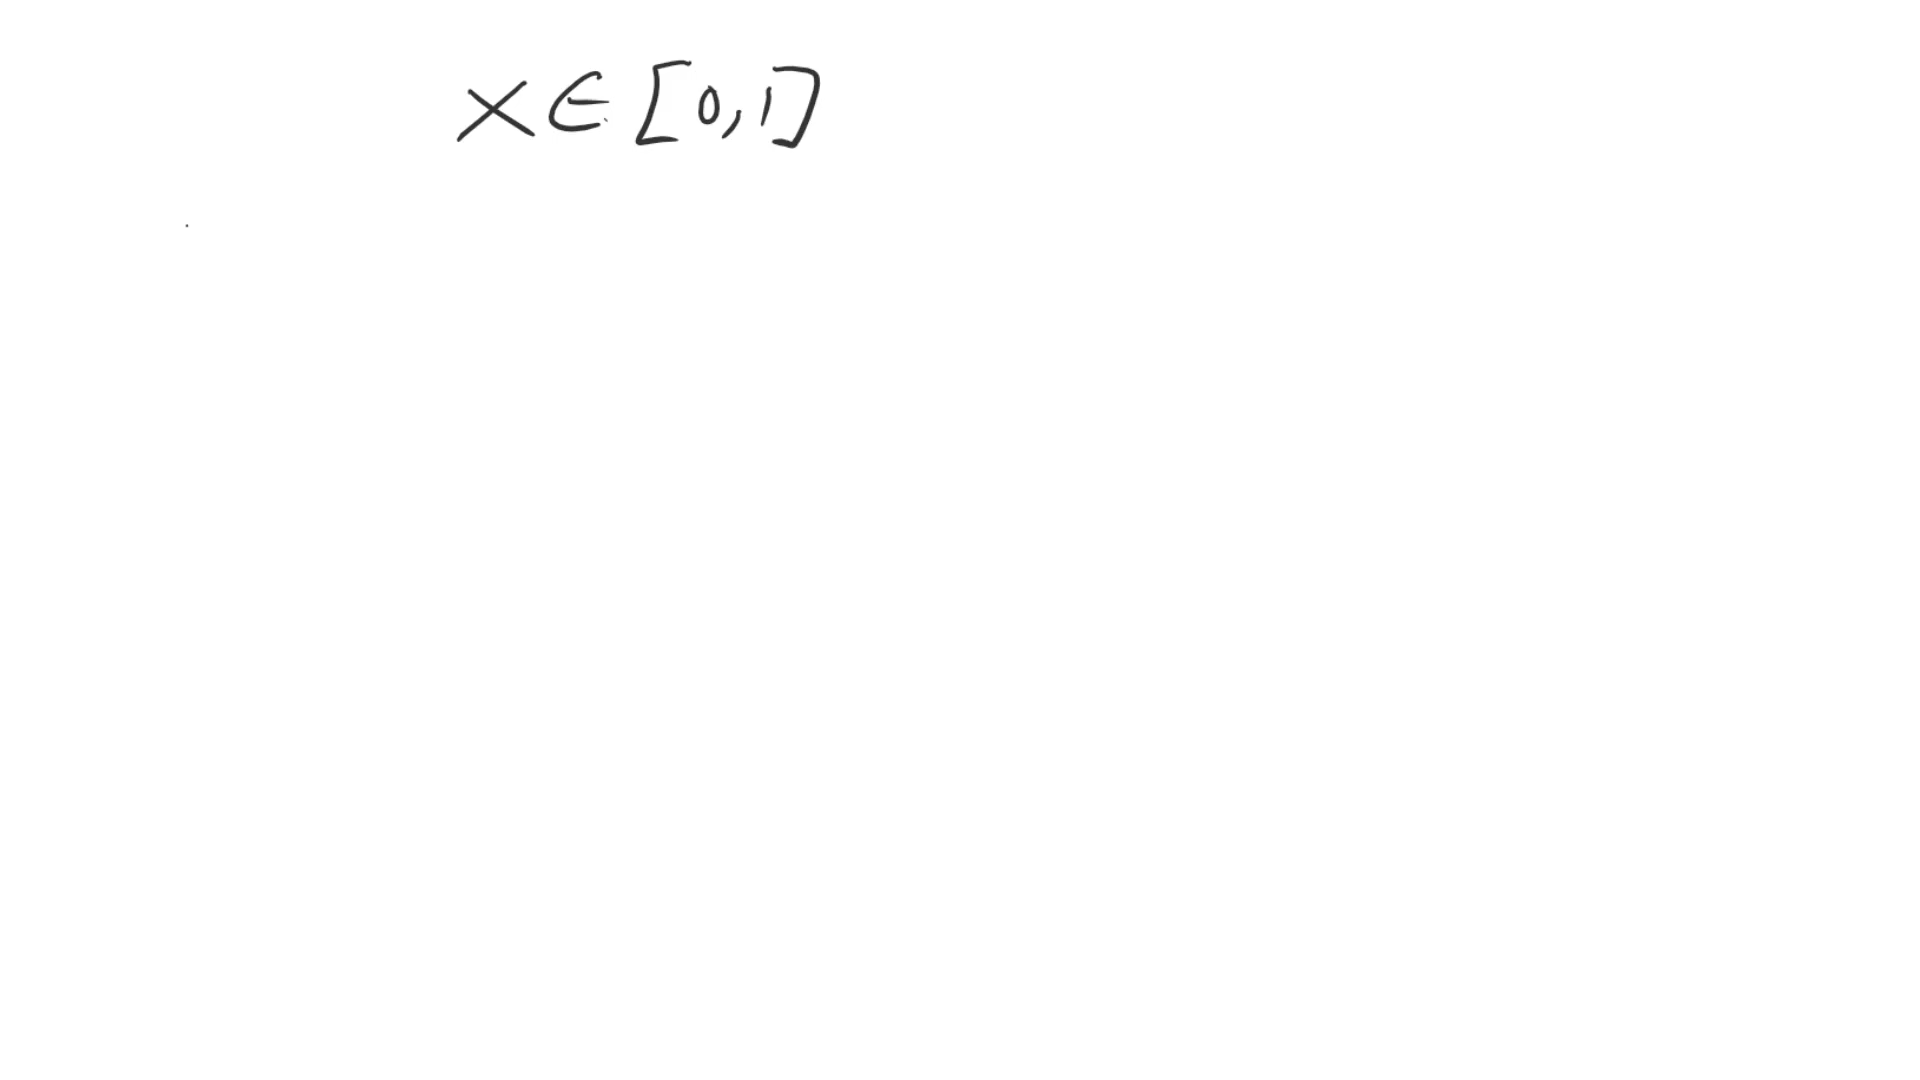 x ∈ [0,1]